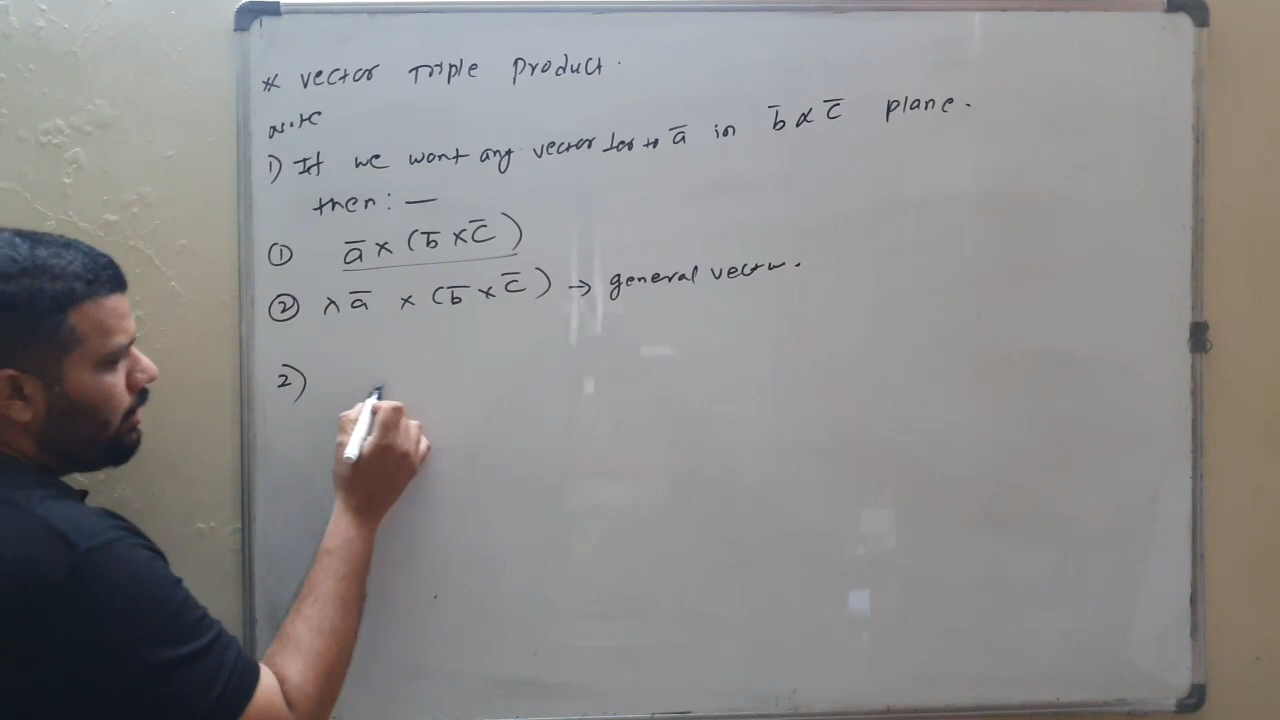 * Vector Triple Product.
Note
1) If we want any vector ⊥er to a̅ in b̅ & c̅ plane.
then : —
① a̅ × (b̅ × c̅)
② λ a̅ × (b̅ × c̅) → general vector.
2)